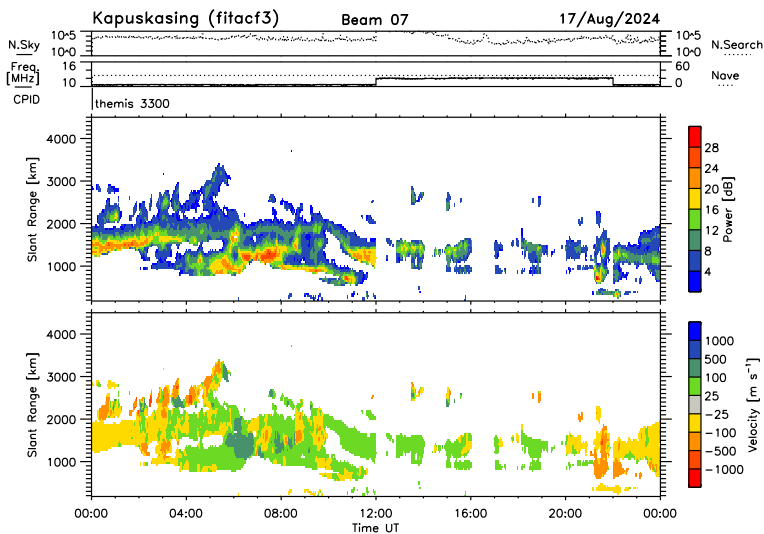 Kapuskasing (fitacf3) Beam 07 17/Aug/2024
N.Sky 10^5 10^0 10^5 10^0 N.Search
Freq. [MHz] 16 10 60 0 Nave
CPID themis 3300
Slant Range [km] 4000 3000 2000 1000
Power [dB] 28 24 20 16 12 8 4
Slant Range [km] 4000 3000 2000 1000
Velocity [m s⁻¹] 1000 500 100 25 −25 −100 −500 −1000
00:00 04:00 08:00 12:00 16:00 20:00 00:00
Time UT